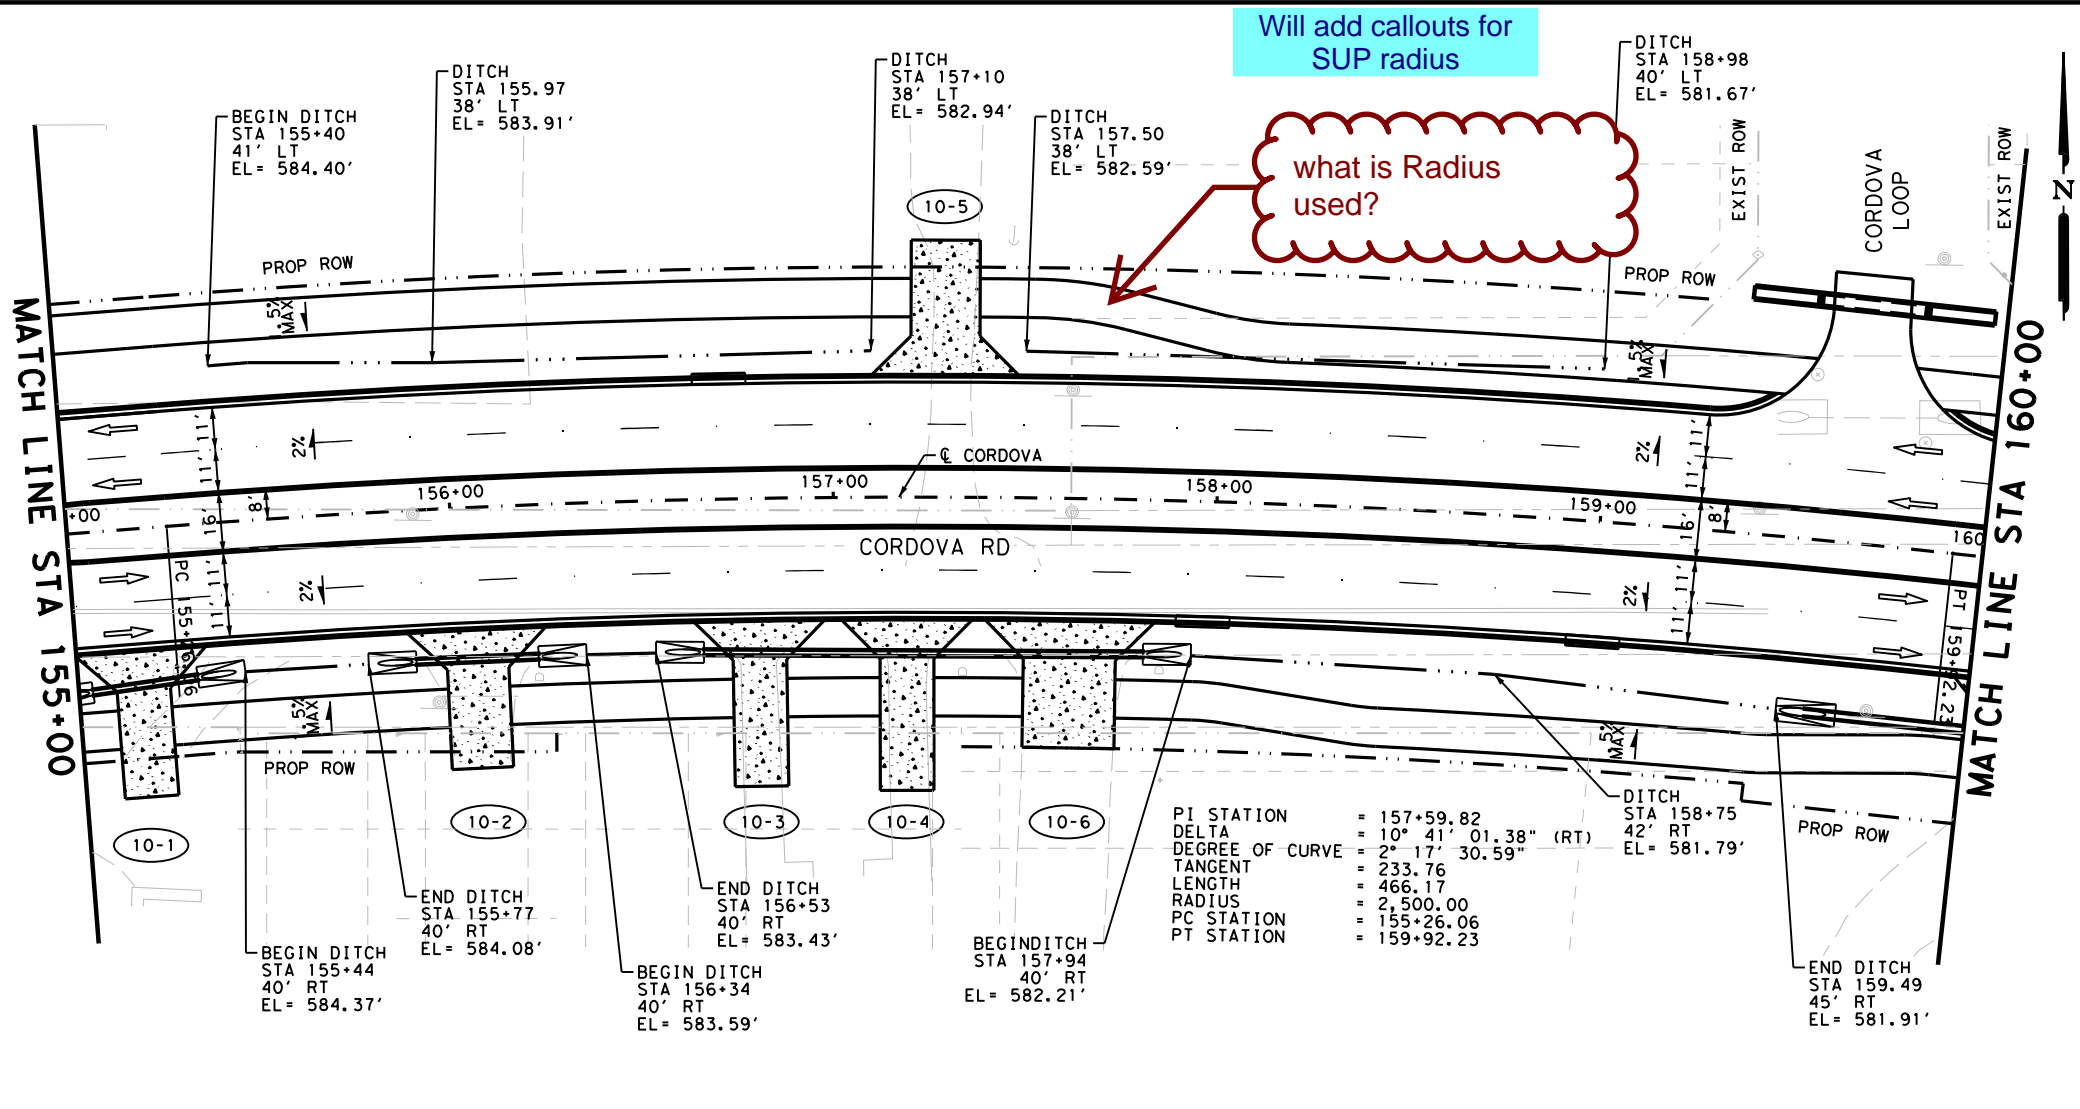 Will add callouts for
SUP radius
what is Radius
used?
BEGIN DITCH
STA 155+40
41' LT
EL= 584.40'
DITCH
STA 155.97
38' LT
EL= 583.91'
DITCH
STA 157+10
38' LT
EL= 582.94'
DITCH
STA 157.50
38' LT
EL= 582.59'
DITCH
STA 158+98
40' LT
EL= 581.67'
10-5
EXIST ROW
CORDOVA
LOOP
EXIST ROW
N
PROP ROW
PROP ROW
MATCH LINE STA 155+00
MATCH LINE STA 160+00
5%
MAX
1.5%
MAX
11'
11'
16'
8'
11'
11'
2%
2%
+00
156+00
157+00
158+00
159+00
160
℄ CORDOVA
CORDOVA RD
11'
11'
16'
8'
11'
11'
2%
2%
PC 155+26.06
PT 159+92.23
5%
MAX
.5%
MAX
PROP ROW
PROP ROW
10-1
10-2
10-3
10-4
10-6
PI STATION = 157+59.82
DELTA = 10° 41' 01.38" (RT)
DEGREE OF CURVE = 2° 17' 30.59"
TANGENT = 233.76
LENGTH = 466.17
RADIUS = 2,500.00
PC STATION = 155+26.06
PT STATION = 159+92.23
DITCH
STA 158+75
42' RT
EL= 581.79'
END DITCH
STA 155+77
40' RT
EL= 584.08'
END DITCH
STA 156+53
40' RT
EL= 583.43'
BEGIN DITCH
STA 155+44
40' RT
EL= 584.37'
BEGIN DITCH
STA 156+34
40' RT
EL= 583.59'
BEGINDITCH
STA 157+94
40' RT
EL= 582.21'
END DITCH
STA 159.49
45' RT
EL= 581.91'